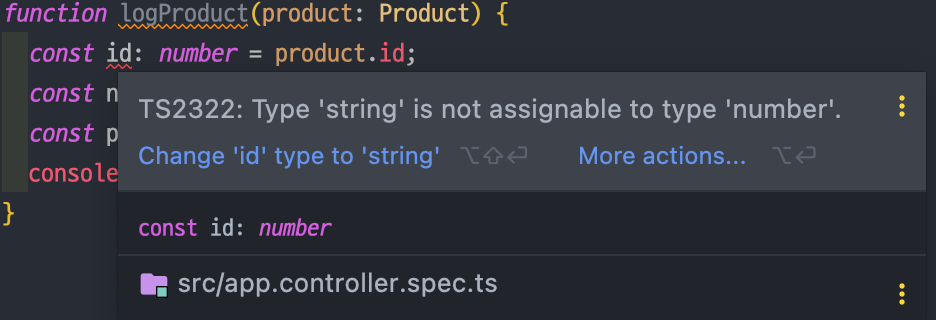 function logProduct(product: Product) {
const id: number = product.id;
const n
TS2322: Type 'string' is not assignable to type 'number'.
const p
Change 'id' type to 'string' ⌥⇧⏎ More actions... ⌥⏎
console
}
const id: number
src/app.controller.spec.ts